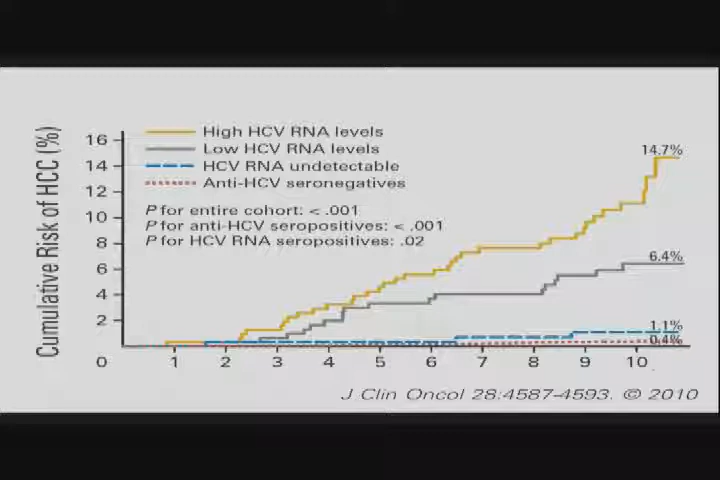 Cumulative Risk of HCC (%)
16
14
12
10
8
6
4
2
High HCV RNA levels
Low HCV RNA levels
HCV RNA undetectable
Anti-HCV seronegatives
P for entire cohort: < .001
P for anti-HCV seropositives: < .001
P for HCV RNA seropositives: .02
14.7%
6.4%
1.1%
0.4%
0 1 2 3 4 5 6 7 8 9 10
J Clin Oncol 28:4587-4593. © 2010